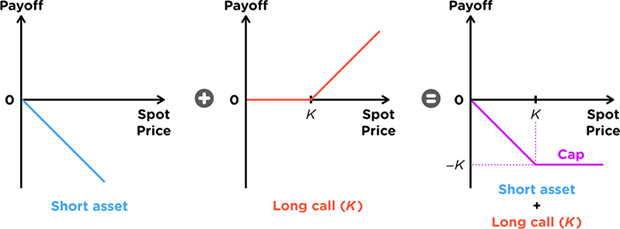 Payoff
0
Spot
Price
Short asset
+
Payoff
0
K
Spot
Price
Long call (K)
=
Payoff
0
K
Spot
Price
–K
Cap
Short asset
+
Long call (K)